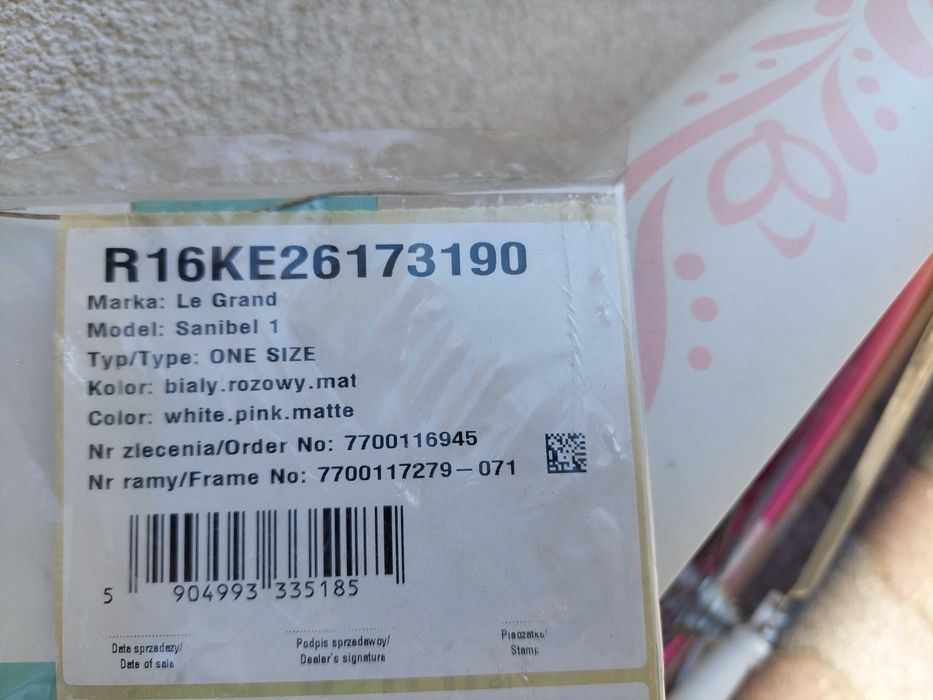 R16KE26173190
Marka: Le Grand
Model: Sanibel 1
Typ/Type: ONE SIZE
Kolor: bialy.rozowy.mat
Color: white.pink.matte
Nr zlecenia/Order No: 7700116945
Nr ramy/Frame No: 7700117279-071
5 904993 335185
Data sprzedazy/ Podpis sprzedawcy/ Pieczatka/
Date of sale Dealer's signature Stamp